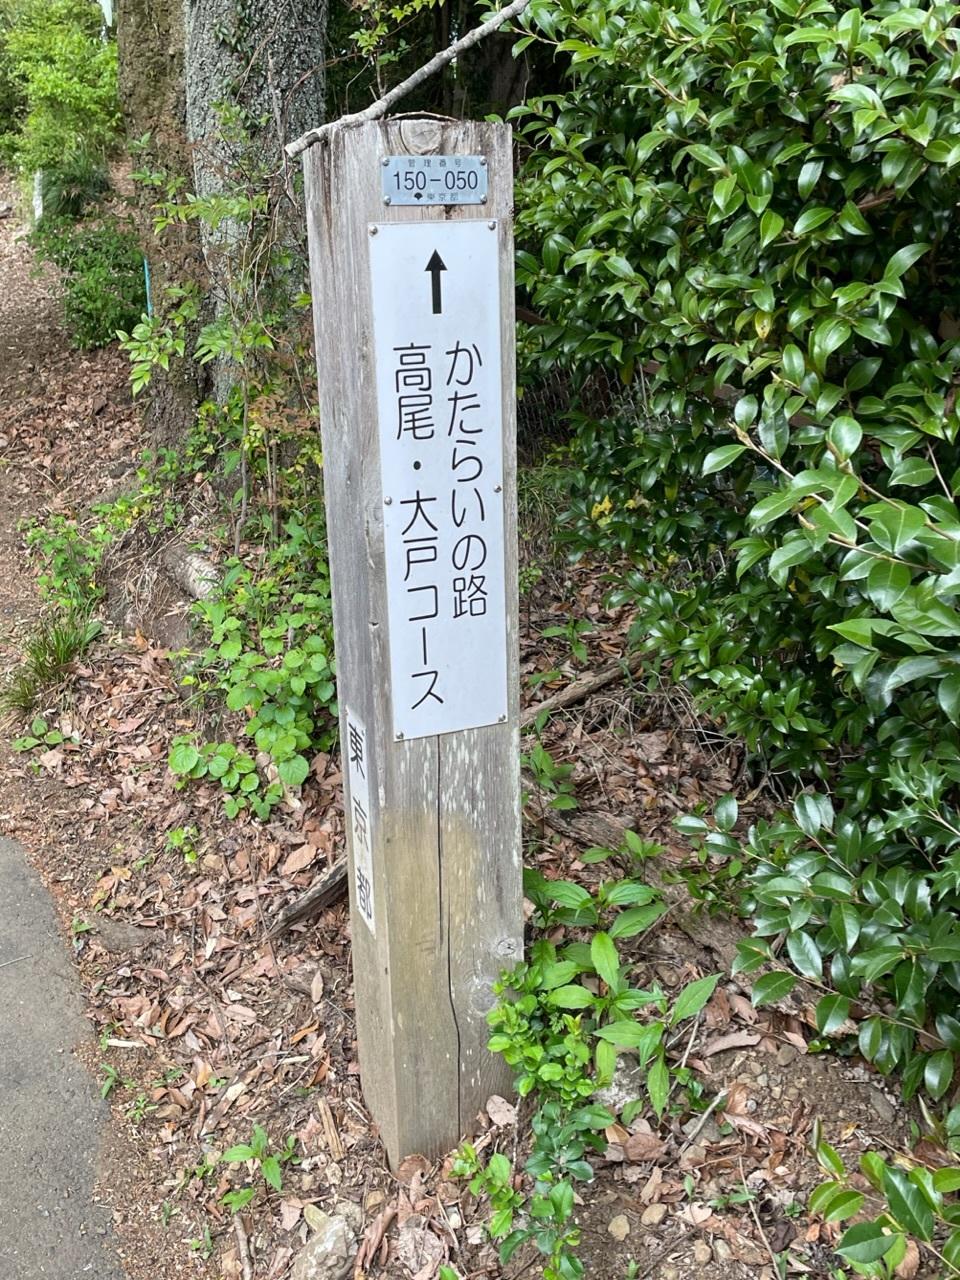 管理番号
150-050
東京都
↑
かたらいの路
高尾・大戸コース
東京都